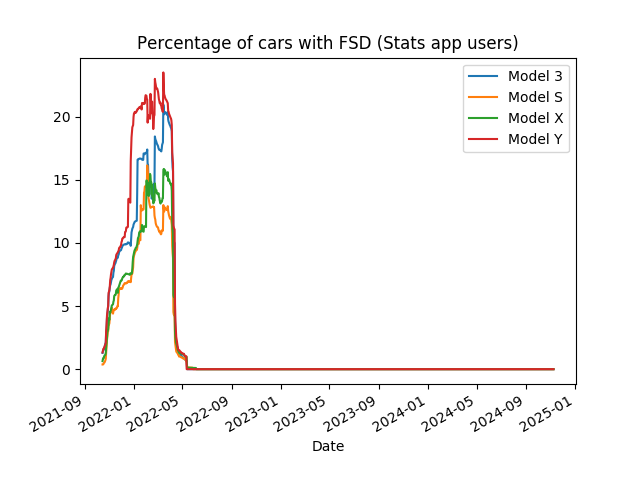 Percentage of cars with FSD (Stats app users)
Model 3
Model S
Model X
Model Y
20
15
10
5
0
2021-09
2022-01
2022-05
2022-09
2023-01
2023-05
2023-09
2024-01
2024-05
2024-09
2025-01
Date